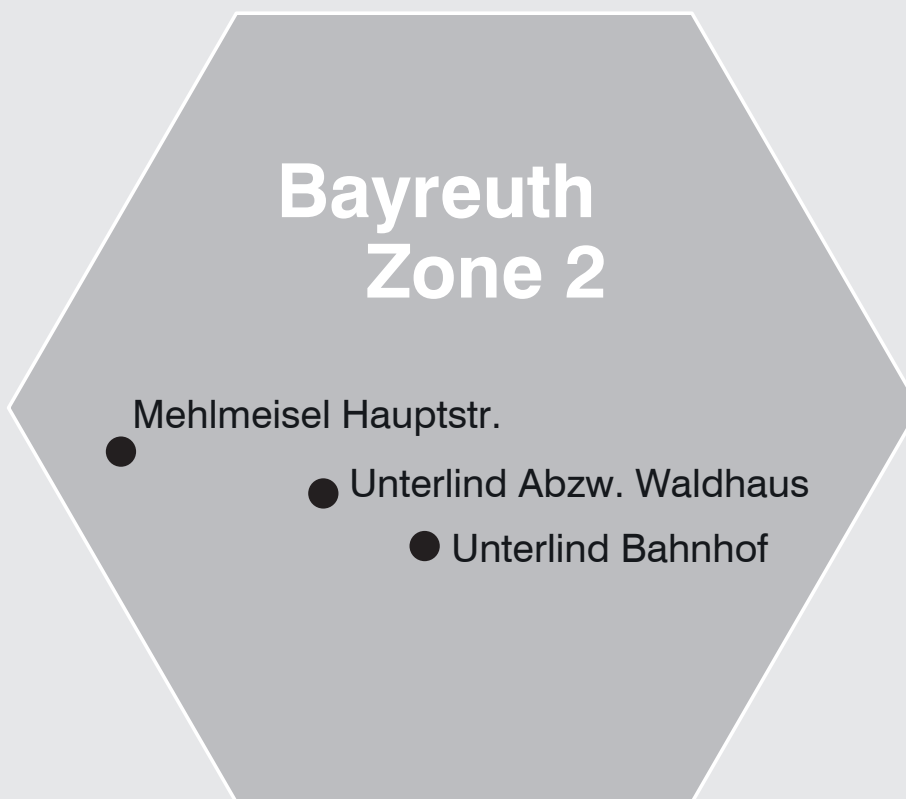 Bayreuth
Zone 2
Mehlmeisel Hauptstr.
Unterlind Abzw. Waldhaus
Unterlind Bahnhof